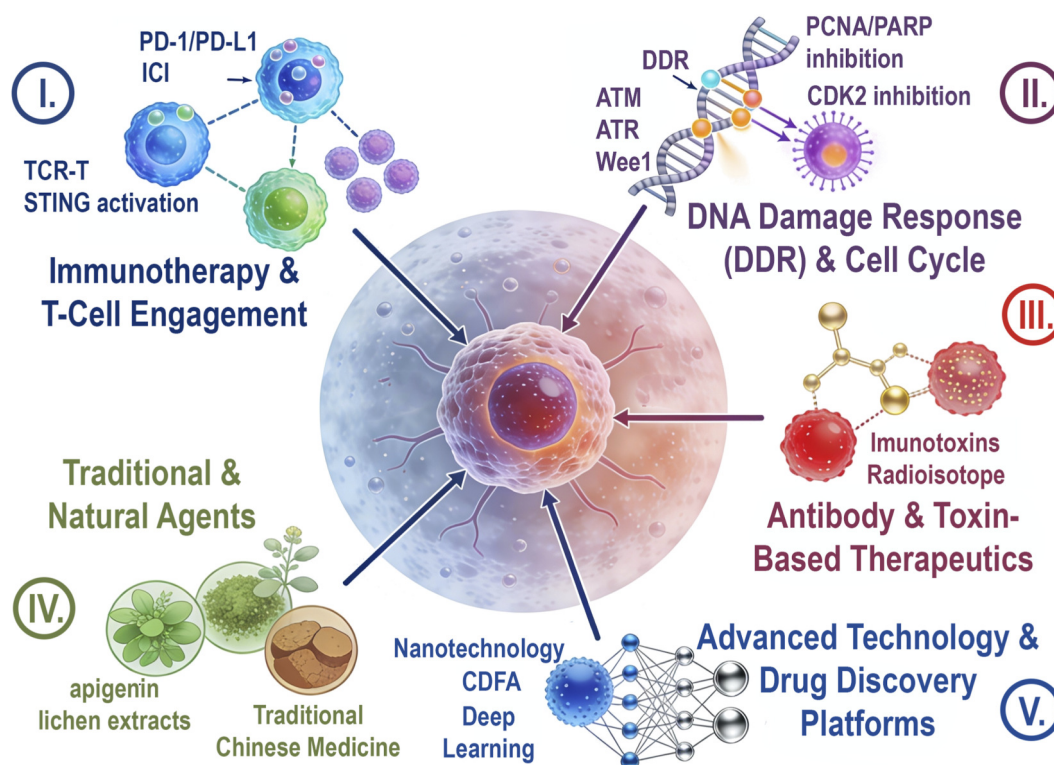 I.
PD-1/PD-L1
ICI
TCR-T
STING activation
Immunotherapy &
T-Cell Engagement
II.
PCNA/PARP
inhibition
DDR
CDK2 inhibition
ATM
ATR
Wee1
DNA Damage Response
(DDR) & Cell Cycle
III.
Imunotoxins
Radioisotope
Antibody & Toxin-
Based Therapeutics
Traditional &
Natural Agents
IV.
apigenin
lichen extracts
Traditional
Chinese Medicine
Nanotechnology
CDFA
Deep
Learning
Advanced Technology &
Drug Discovery
Platforms
V.